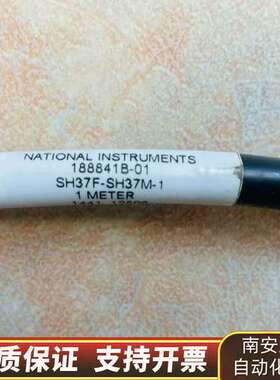 NATIONAL INSTRUMENTS
188841B-01
SH37F-SH37M-1
1 METER
质保证 支持开票
南安
自动化